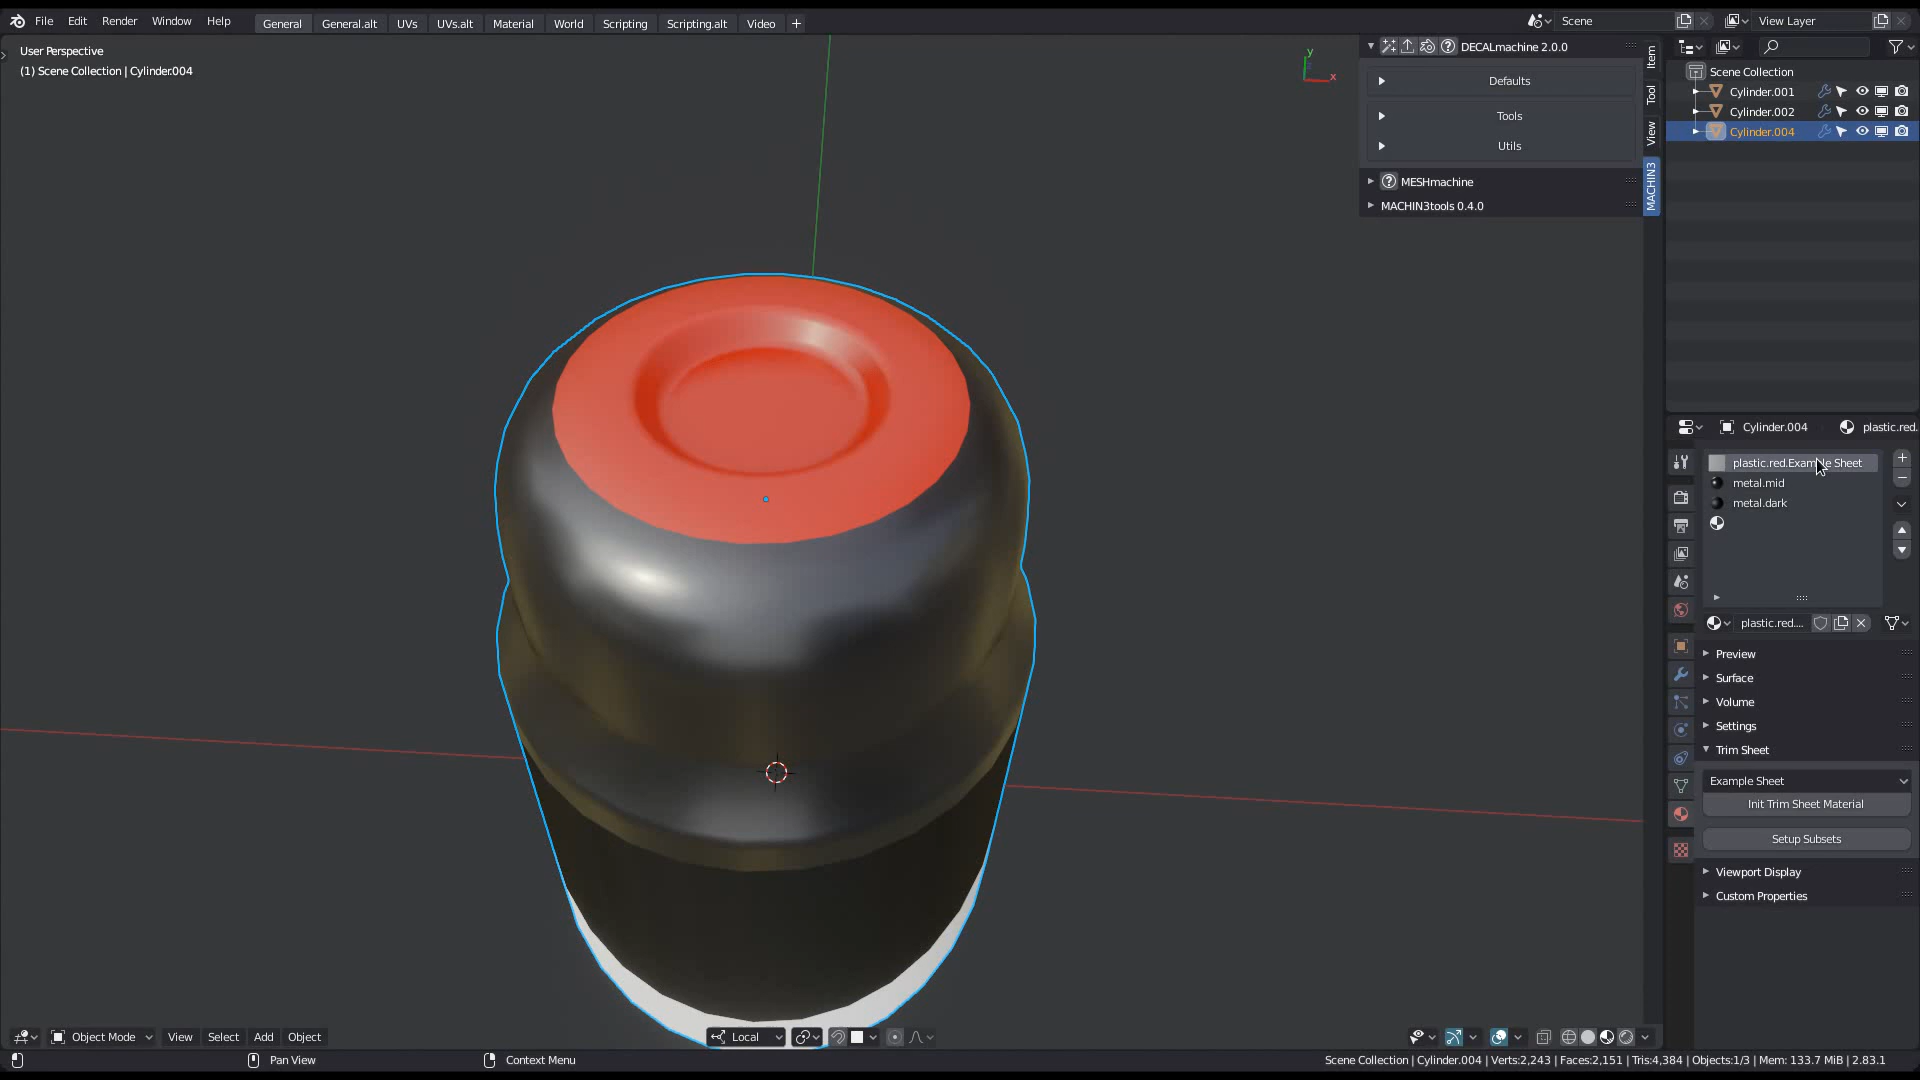 File Edit Render Window Help
General General.alt UVs UVs.alt Material World Scripting Scripting.alt Video +
Scene
View Layer
User Perspective
(1) Scene Collection | Cylinder.004
y
x
DECALmachine 2.0.0
Defaults
Tools
Utils
MESHmachine
MACHIN3tools 0.4.0
Item
Tool
View
MACHIN3
Scene Collection
Cylinder.001
Cylinder.002
Cylinder.004
Cylinder.004 plastic.red.
plastic.red.Example Sheet
metal.mid
metal.dark
plastic.red....
Preview
Surface
Volume
Settings
Trim Sheet
Example Sheet
Init Trim Sheet Material
Setup Subsets
Viewport Display
Custom Properties
Object Mode View Select Add Object
Local
Pan View
Context Menu
Scene Collection | Cylinder.004 | Verts:2,243 | Faces:2,151 | Tris:4,384 | Objects:1/3 | Mem: 133.7 MiB | 2.83.1